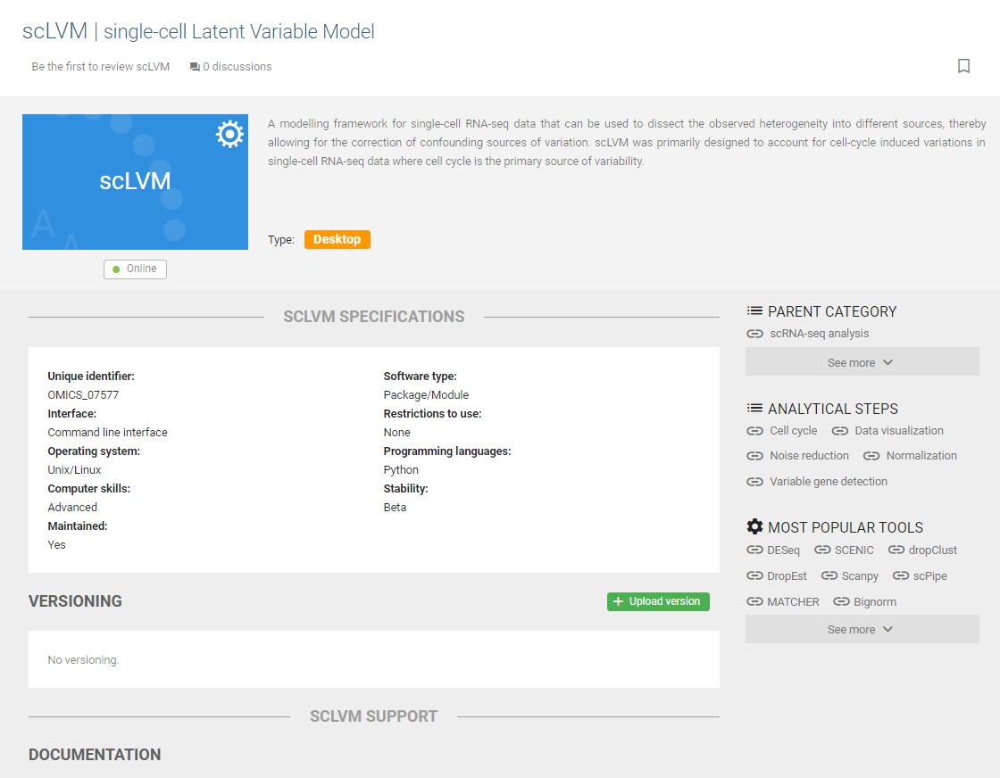 scLVM | single-cell Latent Variable Model
Be the first to review scLVM
0 discussions
scLVM
A
A
Online
A modelling framework for single-cell RNA-seq data that can be used to dissect the observed heterogeneity into different sources, thereby
allowing for the correction of confounding sources of variation. scLVM was primarily designed to account for cell-cycle induced variations in
single-cell RNA-seq data where cell cycle is the primary source of variability.
Type: Desktop
SCLVM SPECIFICATIONS
Unique identifier:
OMICS_07577
Interface:
Command line interface
Operating system:
Unix/Linux
Computer skills:
Advanced
Maintained:
Yes
Software type:
Package/Module
Restrictions to use:
None
Programming languages:
Python
Stability:
Beta
VERSIONING
+ Upload version
No versioning.
SCLVM SUPPORT
DOCUMENTATION
PARENT CATEGORY
scRNA-seq analysis
See more
ANALYTICAL STEPS
Cell cycle Data visualization
Noise reduction Normalization
Variable gene detection
MOST POPULAR TOOLS
DESeq SCENIC dropClust
DropEst Scanpy scPipe
MATCHER Bignorm
See more